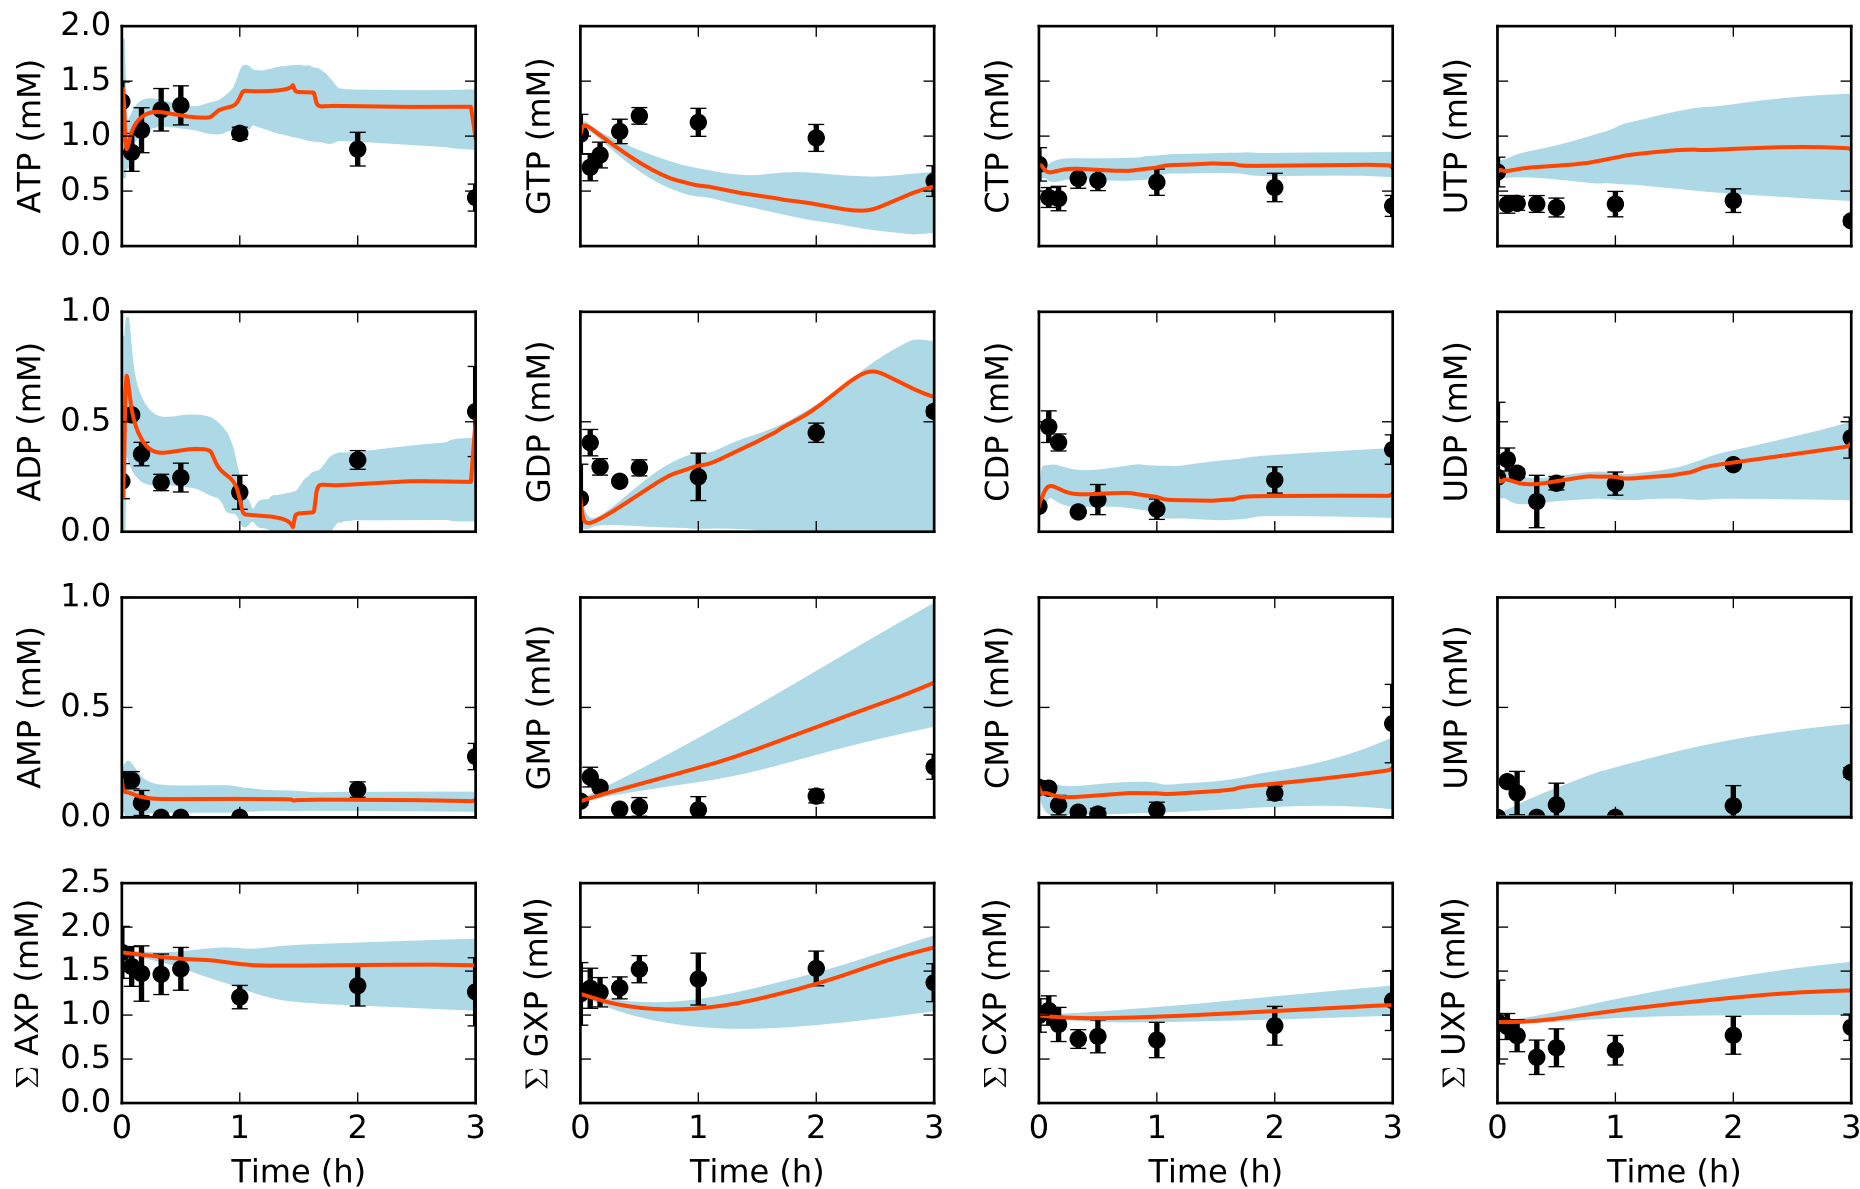 ATP (mM)
2.0
1.5
1.0
0.5
0.0
GTP (mM)
CTP (mM)
UTP (mM)
ADP (mM)
1.0
0.5
0.0
GDP (mM)
CDP (mM)
UDP (mM)
AMP (mM)
1.0
0.5
0.0
GMP (mM)
CMP (mM)
UMP (mM)
Σ AXP (mM)
2.5
2.0
1.5
1.0
0.5
0.0
Σ GXP (mM)
Σ CXP (mM)
Σ UXP (mM)
0 1 2 3
0 1 2 3
0 1 2 3
0 1 2 3
Time (h)
Time (h)
Time (h)
Time (h)